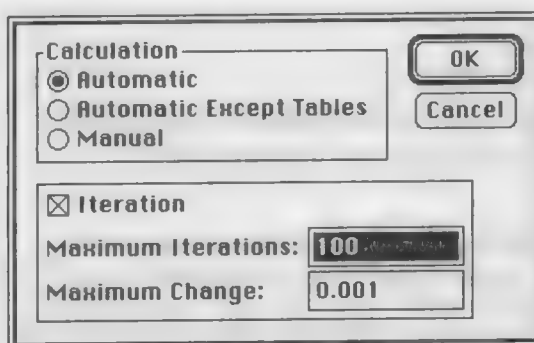 Calculation
Automatic
Automatic Except Tables
Manual
OK
Cancel
Iteration
Maximum Iterations: 100
Maximum Change: 0.001